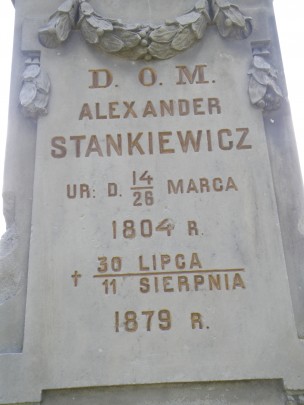 D. O. M.
ALEXANDER
STANKIEWICZ
UR: D. 14/26 MARCA
1804 R.
† 30 LIPCA / 11 SIERPNIA
1879 R.